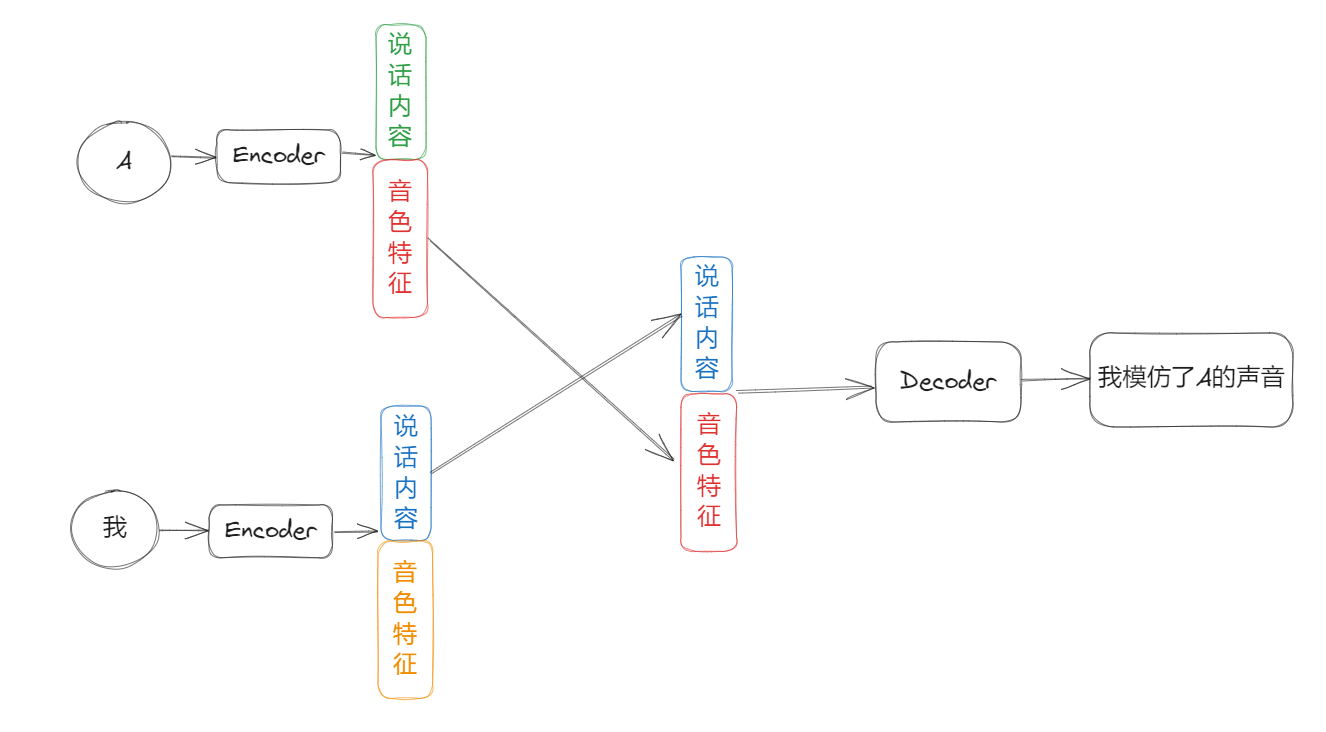 A
Encoder
说话内容
音色特征
我
Encoder
说话内容
音色特征
说话内容
音色特征
Decoder
我模仿了A的声音